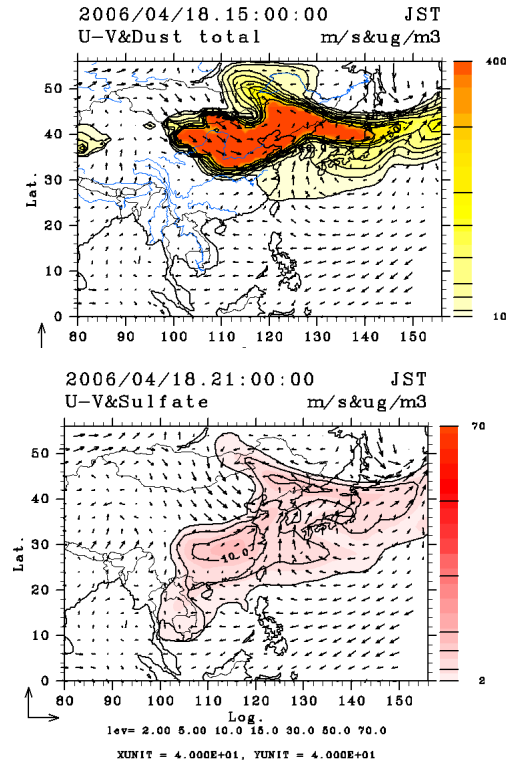 2006/04/18.15:00:00 JST
U-V&Dust total m/s&ug/m3
400
50
40
30
20
10
0
Lat.
10
80 90 100 110 120 130 140 150
2006/04/18.21:00:00 JST
U-V&Sulfate m/s&ug/m3
70
50
40
30
20
10
0
Lat.
10.0
2
80 90 100 110 120 130 140 150
Log.
lev= 2.00 5.00 10.0 15.0 30.0 50.0 70.0
XUNIT = 4.000E+01, YUNIT = 4.000E+01